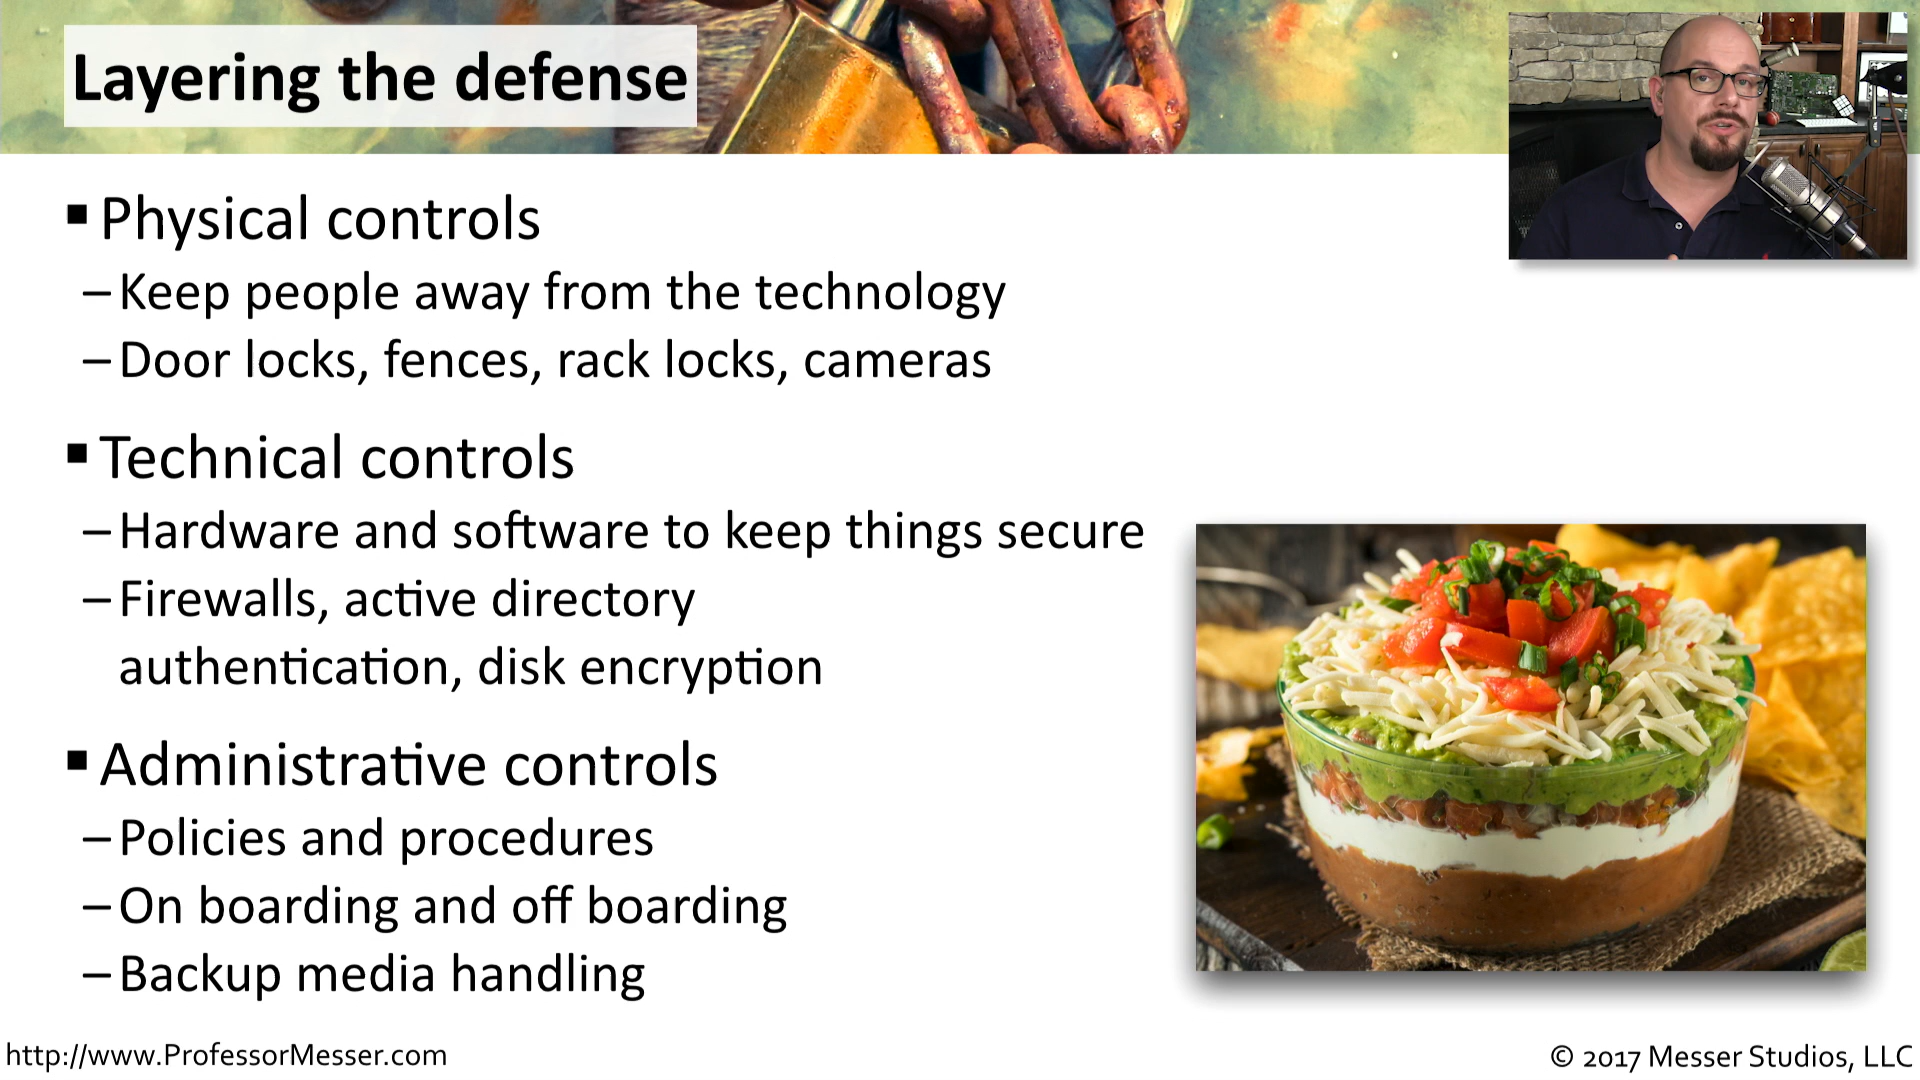 Layering the defense
▪ Physical controls
– Keep people away from the technology
– Door locks, fences, rack locks, cameras
▪ Technical controls
– Hardware and software to keep things secure
– Firewalls, active directory
authentication, disk encryption
▪ Administrative controls
– Policies and procedures
– On boarding and off boarding
– Backup media handling
http://www.ProfessorMesser.com
© 2017 Messer Studios, LLC